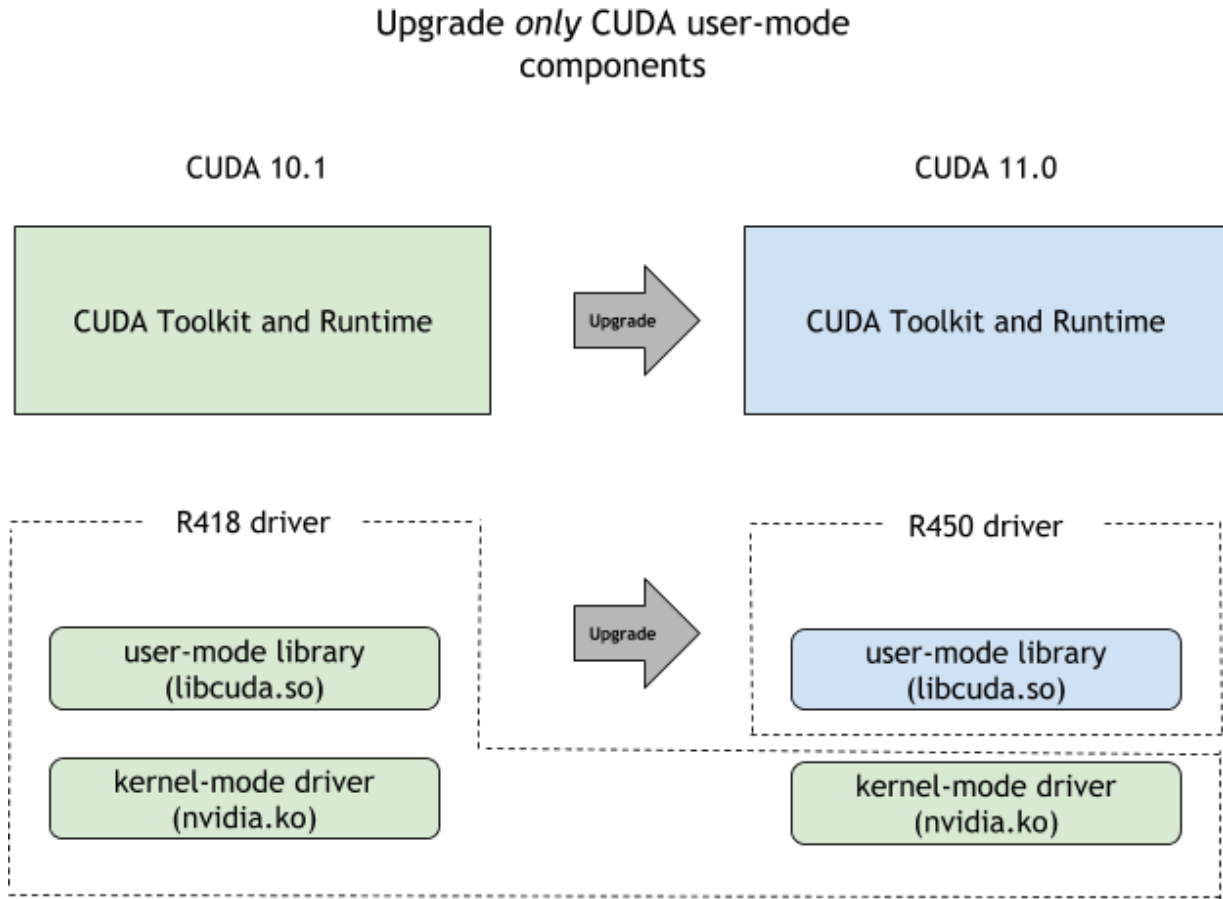 Upgrade only CUDA user-mode
components
CUDA 10.1
CUDA 11.0
CUDA Toolkit and Runtime
Upgrade
CUDA Toolkit and Runtime
R418 driver
R450 driver
user-mode library
(libcuda.so)
Upgrade
user-mode library
(libcuda.so)
kernel-mode driver
(nvidia.ko)
kernel-mode driver
(nvidia.ko)